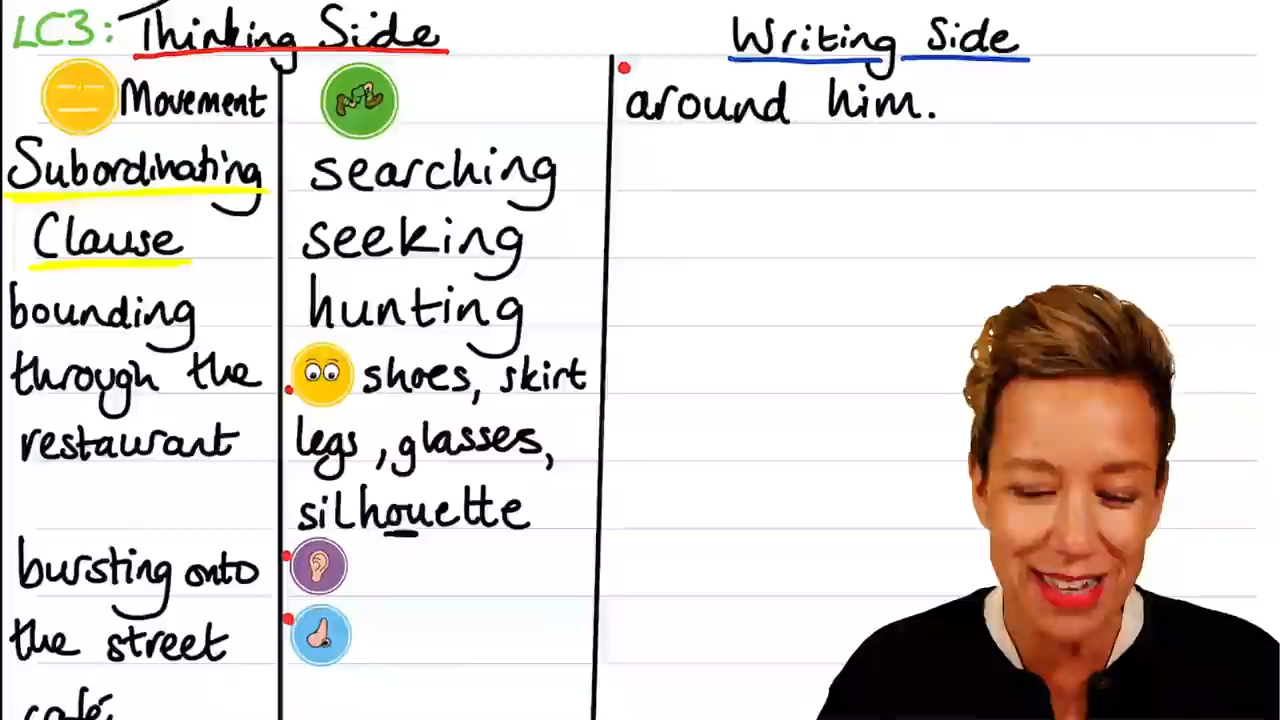 LC3: Thinking Side
Movement
Subordinating
Clause
bounding
through the
restaurant
bursting onto
the street
café
searching
seeking
hunting
shoes, skirt
legs, glasses,
silhouette
Writing Side
around him.